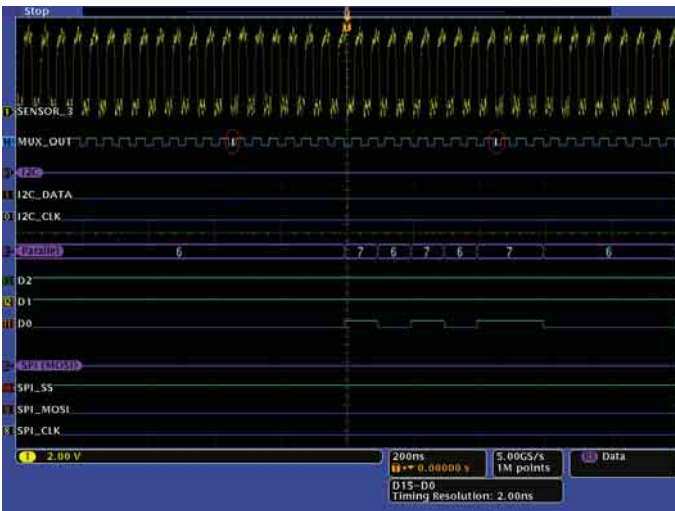 Stop
SENSOR_3
MUX_OUT
I2C
I2C_DATA
I2C_CLK
Parallel 6 7 6 7 6 7 6
D2
D1
D0
SPI (MOSI)
SPI_SS
SPI_MOSI
SPI_CLK
1 2.00 V
200ns
0.00000 s
5.00GS/s
1M points
Data
D15-D0
Timing Resolution: 2.00ns